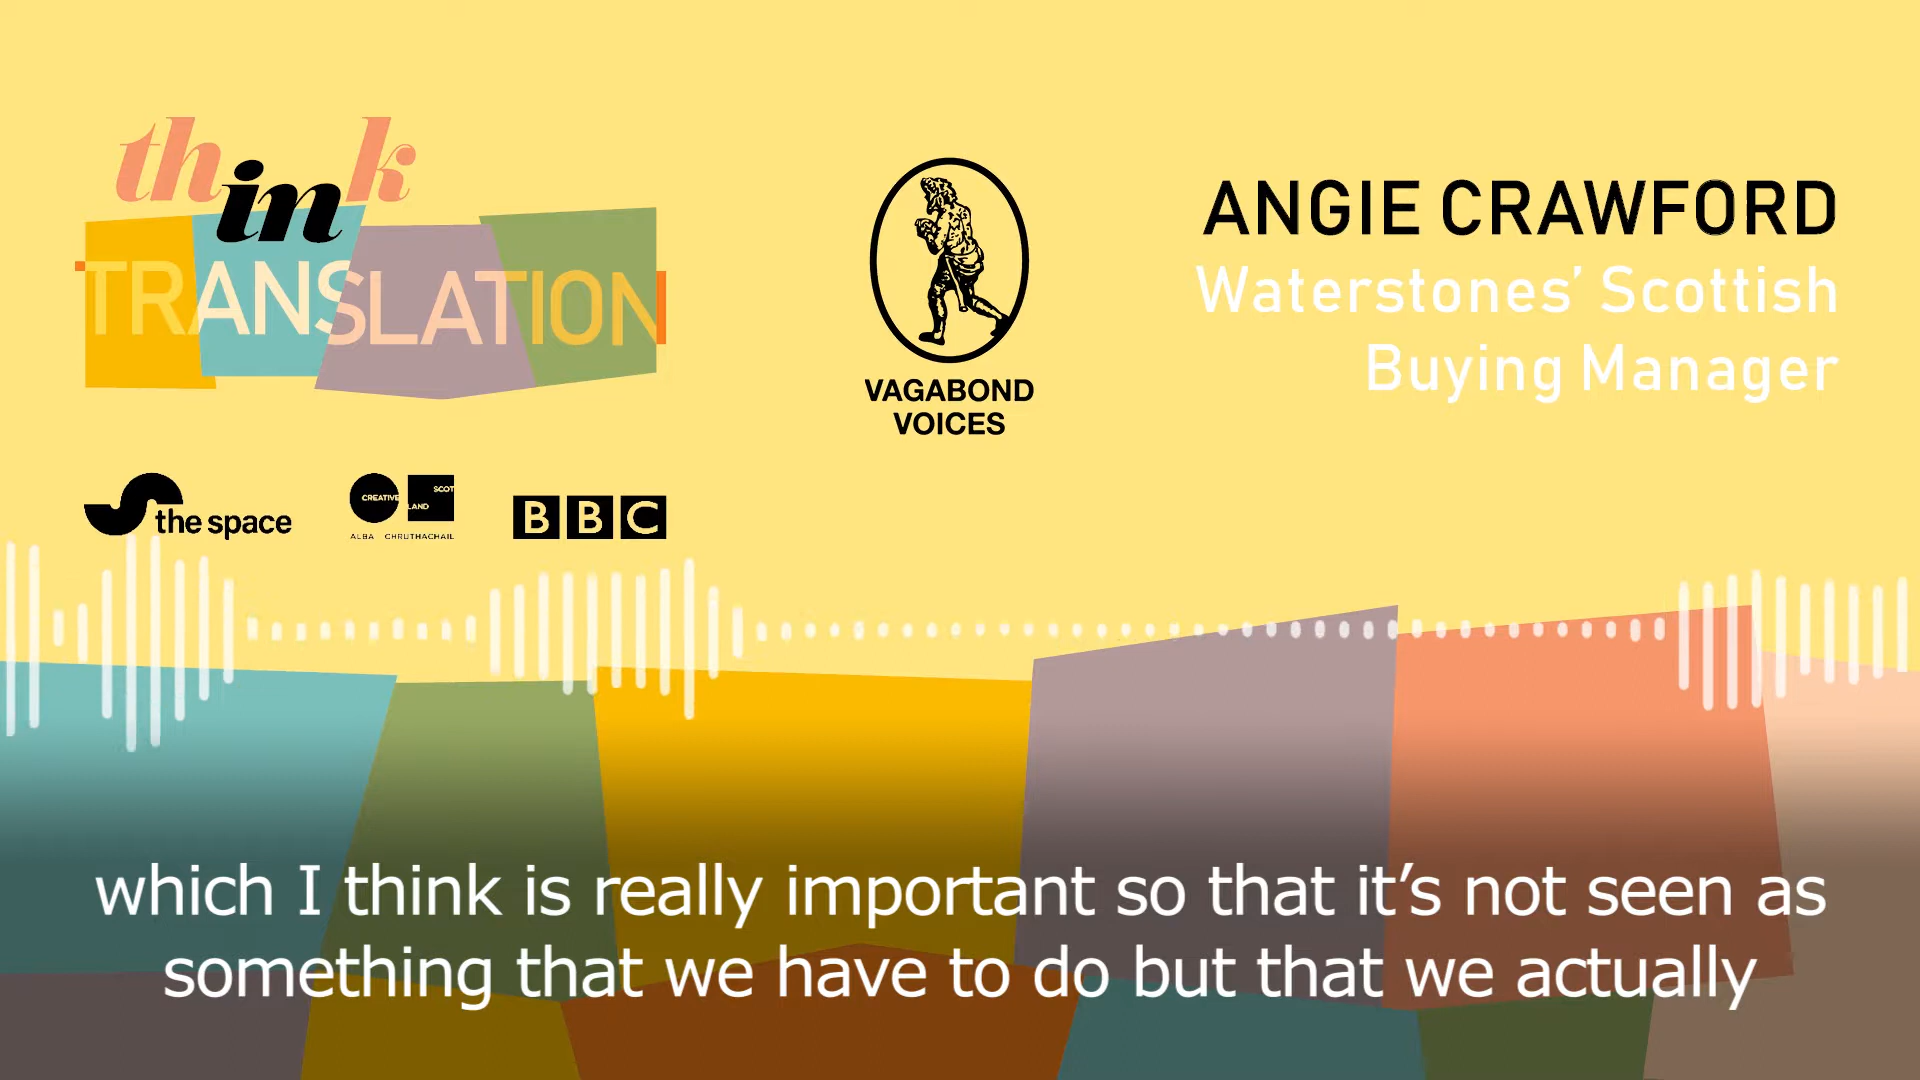 think
TRANSLATION
VAGABOND
VOICES
ANGIE CRAWFORD
Waterstones’ Scottish
Buying Manager
the space
CREATIVE SCOT
LAND
ALBA CHRUTHACHAIL
BBC
which I think is really important so that it’s not seen as
something that we have to do but that we actually